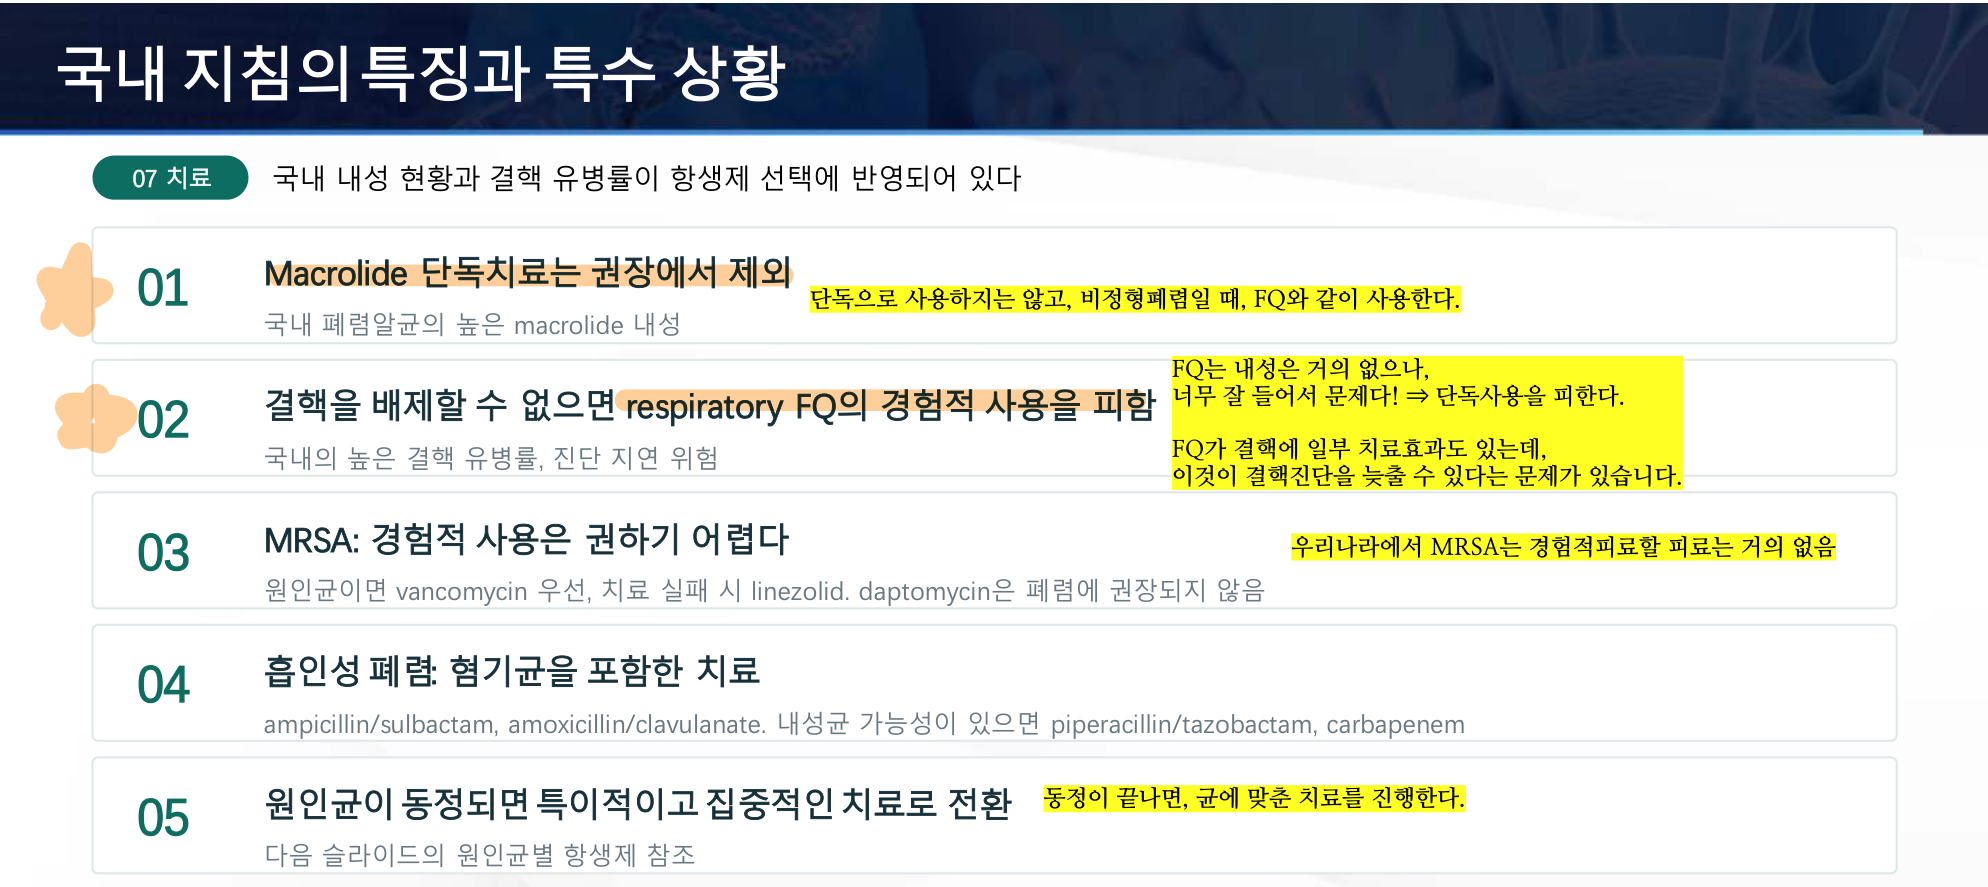 국내 지침의 특징과 특수 상황
07 치료
국내 내성 현황과 결핵 유병률이 항생제 선택에 반영되어 있다
01
Macrolide 단독치료는 권장에서 제외
단독으로 사용하지는 않고, 비정형폐렴일 때, FQ와 같이 사용한다.
국내 폐렴알균의 높은 macrolide 내성
02
결핵을 배제할 수 없으면 respiratory FQ의 경험적 사용을 피함
국내의 높은 결핵 유병률, 진단 지연 위험
FQ는 내성은 거의 없으나,
너무 잘 들어서 문제다! ⇒ 단독사용을 피한다.
FQ가 결핵에 일부 치료효과도 있는데,
이것이 결핵진단을 늦출 수 있다는 문제가 있습니다.
03
MRSA: 경험적 사용은 권하기 어렵다
우리나라에서 MRSA는 경험적피료할 피료는 거의 없음
원인균이면 vancomycin 우선, 치료 실패 시 linezolid. daptomycin은 폐렴에 권장되지 않음
04
흡인성 폐렴: 혐기균을 포함한 치료
ampicillin/sulbactam, amoxicillin/clavulanate. 내성균 가능성이 있으면 piperacillin/tazobactam, carbapenem
05
원인균이 동정되면 특이적이고 집중적인 치료로 전환
동정이 끝나면, 균에 맞춘 치료를 진행한다.
다음 슬라이드의 원인균별 항생제 참조